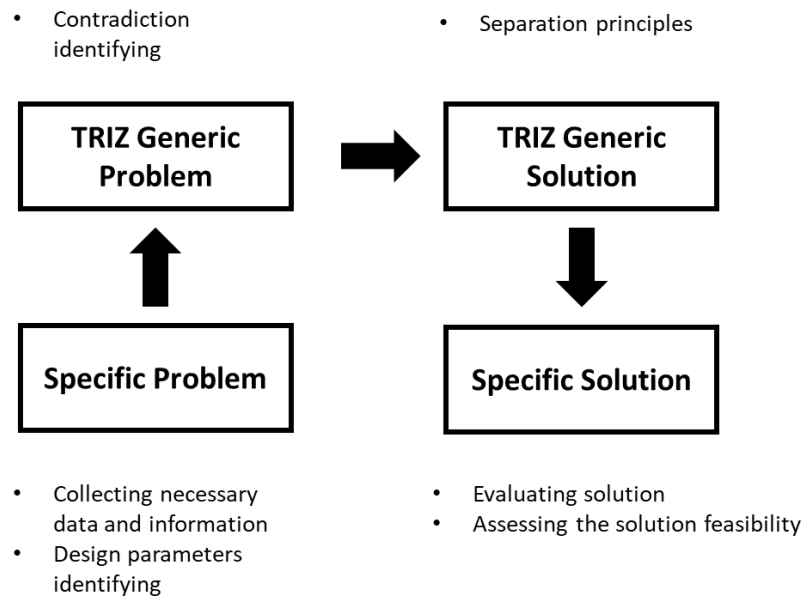 • Contradiction
identifying
• Separation principles
TRIZ Generic
Problem
TRIZ Generic
Solution
Specific Problem
Specific Solution
• Collecting necessary
data and information
• Design parameters
identifying
• Evaluating solution
• Assessing the solution feasibility